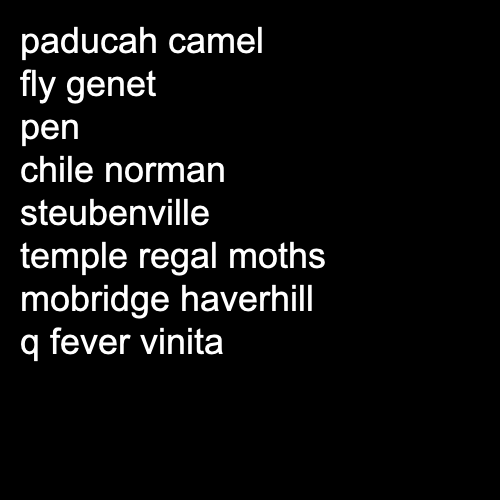 paducah camel
fly genet
pen
chile norman
steubenville
temple regal moths
mobridge haverhill
q fever vinita